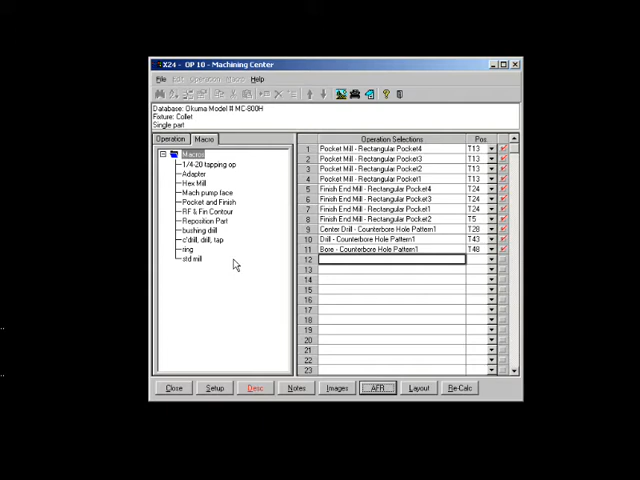 X24 - OP 10 - Machining Center
File Edit Operation Macro Help
Database: Okuma Model # MC-800H
Fixture: Collet
Single part
Operation Macro
Macros
1/4-20 tapping op
Adapter
Hex Mill
Mach pump face
Pocket and Finish
RF & Fin Contour
Reposition Part
bushing drill
c'drill, drill, tap
ring
std mill
Operation Selections Pos
1 Pocket Mill - Rectangular Pocket4 T13
2 Pocket Mill - Rectangular Pocket3 T13
3 Pocket Mill - Rectangular Pocket2 T13
4 Pocket Mill - Rectangular Pocket1 T13
5 Finish End Mill - Rectangular Pocket4 T24
6 Finish End Mill - Rectangular Pocket3 T24
7 Finish End Mill - Rectangular Pocket1 T24
8 Finish End Mill - Rectangular Pocket2 T5
9 Center Drill - Counterbore Hole Pattern1 T28
10 Drill - Counterbore Hole Pattern1 T43
11 Bore - Counterbore Hole Pattern1 T48
12
13
14
15
16
17
18
19
20
21
22
23
Close Setup Desc Notes Images AFR Layout Re-Calc